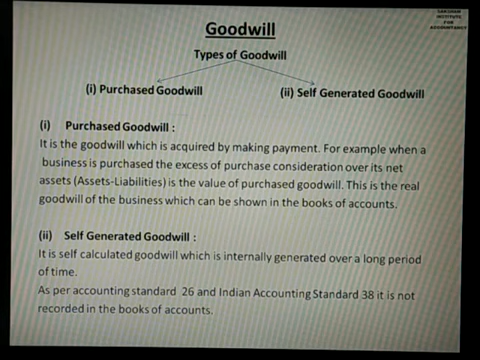 SAKSHAM
INSTITUTE
FOR
ACCOUNTANCY
Goodwill
Types of Goodwill
(i) Purchased Goodwill
(ii) Self Generated Goodwill
(i) Purchased Goodwill :
It is the goodwill which is acquired by making payment. For example when a
business is purchased the excess of purchase consideration over its net
assets (Assets-Liabilities) is the value of purchased goodwill. This is the real
goodwill of the business which can be shown in the books of accounts.
(ii) Self Generated Goodwill :
It is self calculated goodwill which is internally generated over a long period
of time.
As per accounting standard 26 and Indian Accounting Standard 38 it is not
recorded in the books of accounts.